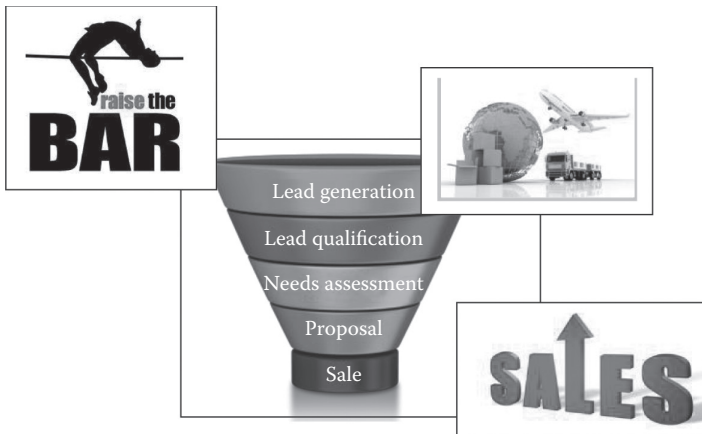 raise the
BAR
Lead generation
Lead qualification
Needs assessment
Proposal
Sale
SALES